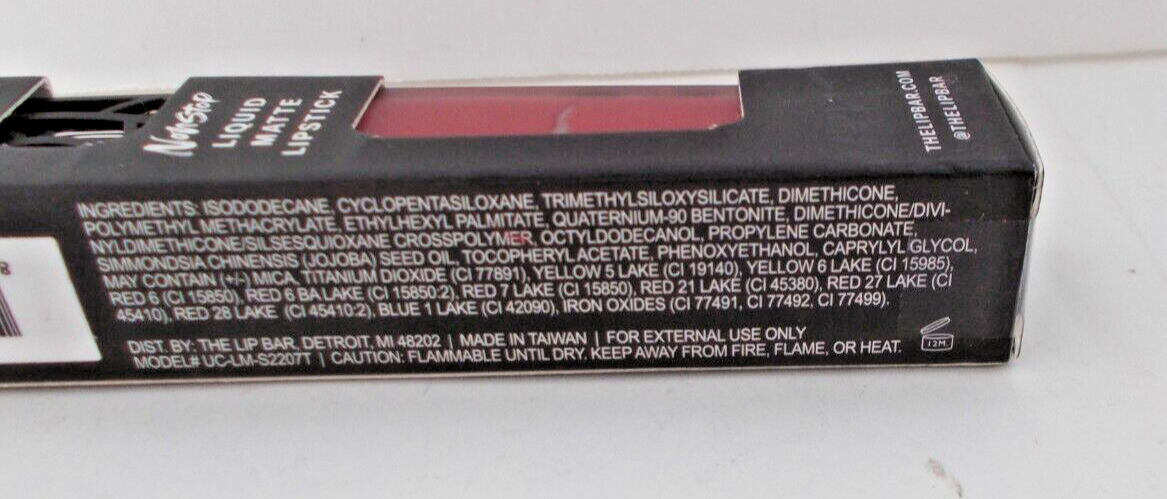 Nonstop
LIQUID
MATTE
LIPSTICK
THELIPBAR.COM
@THELIPBAR
INGREDIENTS: ISODODECANE, CYCLOPENTASILOXANE, TRIMETHYLSILOXYSILICATE, DIMETHICONE,
POLYMETHYL METHACRYLATE, ETHYLHEXYL PALMITATE, QUATERNIUM-90 BENTONITE, DIMETHICONE/DIVI-
NYLDIMETHICONE/SILSESQUIOXANE CROSSPOLYMER, OCTYLDODECANOL, PROPYLENE CARBONATE,
SIMMONDSIA CHINENSIS (JOJOBA) SEED OIL, TOCOPHERYL ACETATE, PHENOXYETHANOL, CAPRYLYL GLYCOL,
MAY CONTAIN (+/-) MICA, TITANIUM DIOXIDE (CI 77891), YELLOW 5 LAKE (CI 19140), YELLOW 6 LAKE (CI 15985),
RED 6 (CI 15850), RED 6 BA LAKE (CI 15850:2), RED 7 LAKE (CI 15850), RED 21 LAKE (CI 45380), RED 27 LAKE (CI
45410), RED 28 LAKE (CI 45410:2), BLUE 1 LAKE (CI 42090), IRON OXIDES (CI 77491, CI 77492, CI 77499).
DIST. BY: THE LIP BAR, DETROIT, MI 48202 | MADE IN TAIWAN | FOR EXTERNAL USE ONLY
MODEL# UC-LM-S2207T | CAUTION: FLAMMABLE UNTIL DRY. KEEP AWAY FROM FIRE, FLAME, OR HEAT.
12M.